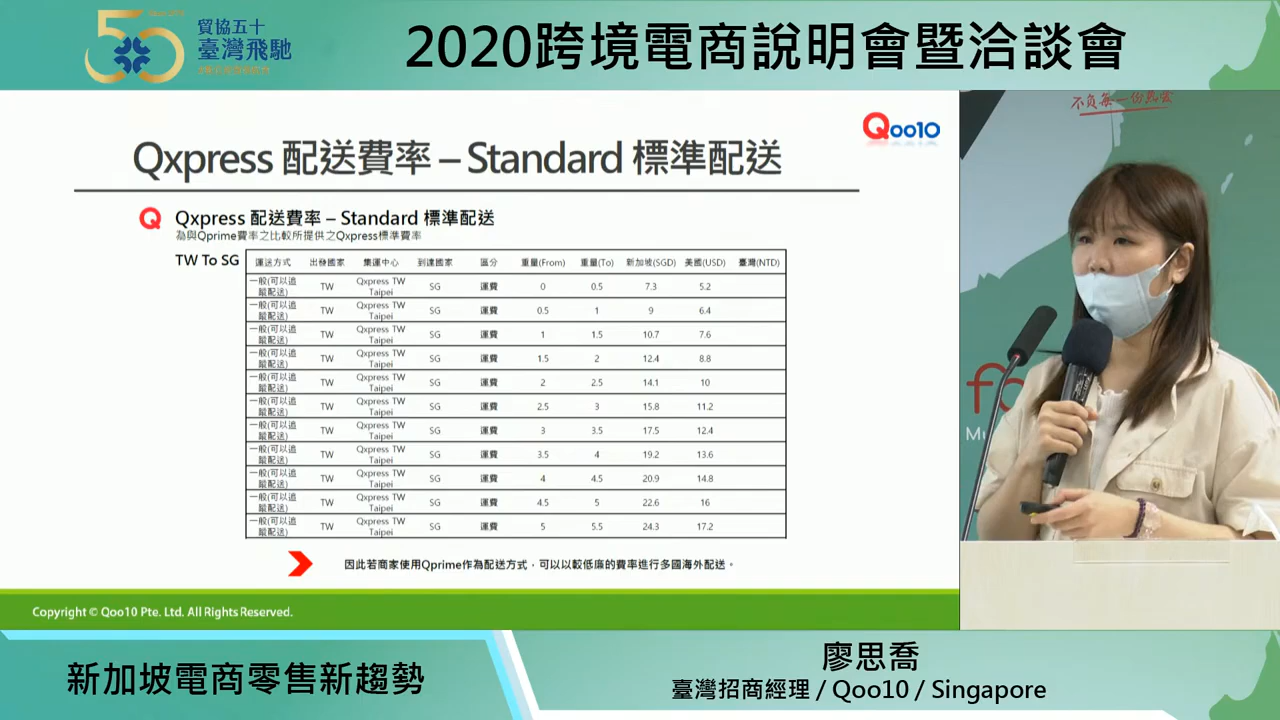 貿協五十
臺灣飛馳
2020跨境電商說明會暨洽談會
不負每一份熱愛
Qoo10
Qxpress 配送費率 – Standard 標準配送
Qxpress 配送費率 – Standard 標準配送
為與Qprime費率之比較所提供之Qxpress標準費率
TW To SG
運送方式 出發國家 集運中心 到達國家 區分 重量(From) 重量(To) 新加坡(SGD) 美國(USD) 臺灣(NTD)
一般(可以追蹤配送) TW Qxpress TW Taipei SG 運費 0 0.5 7.3 5.2
一般(可以追蹤配送) TW Qxpress TW Taipei SG 運費 0.5 1 9 6.4
一般(可以追蹤配送) TW Qxpress TW Taipei SG 運費 1 1.5 10.7 7.6
一般(可以追蹤配送) TW Qxpress TW Taipei SG 運費 1.5 2 12.4 8.8
一般(可以追蹤配送) TW Qxpress TW Taipei SG 運費 2 2.5 14.1 10
一般(可以追蹤配送) TW Qxpress TW Taipei SG 運費 2.5 3 15.8 11.2
一般(可以追蹤配送) TW Qxpress TW Taipei SG 運費 3 3.5 17.5 12.4
一般(可以追蹤配送) TW Qxpress TW Taipei SG 運費 3.5 4 19.2 13.6
一般(可以追蹤配送) TW Qxpress TW Taipei SG 運費 4 4.5 20.9 14.8
一般(可以追蹤配送) TW Qxpress TW Taipei SG 運費 4.5 5 22.6 16
一般(可以追蹤配送) TW Qxpress TW Taipei SG 運費 5 5.5 24.3 17.2
因此若商家使用Qprime作為配送方式，可以以較低廉的費率進行多國海外配送。
Copyright © Qoo10 Pte. Ltd. All Rights Reserved.
新加坡電商零售新趨勢
廖思喬
臺灣招商經理 / Qoo10 / Singapore